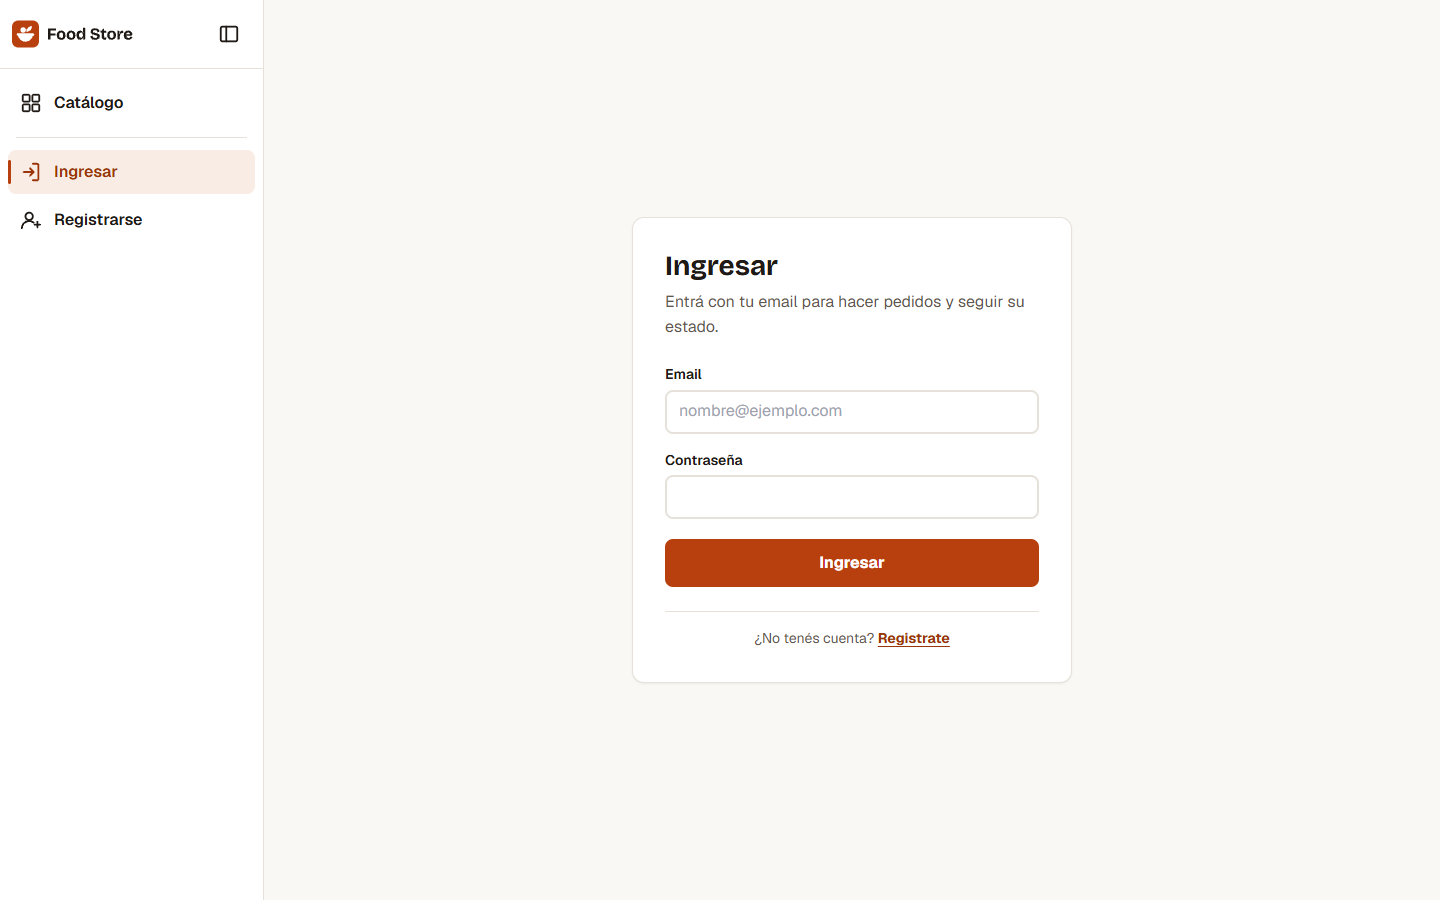 Food Store
Catálogo
Ingresar
Registrarse
Ingresar
Entrá con tu email para hacer pedidos y seguir su
estado.
Email
nombre@ejemplo.com
Contraseña
Ingresar
¿No tenés cuenta? Registrate